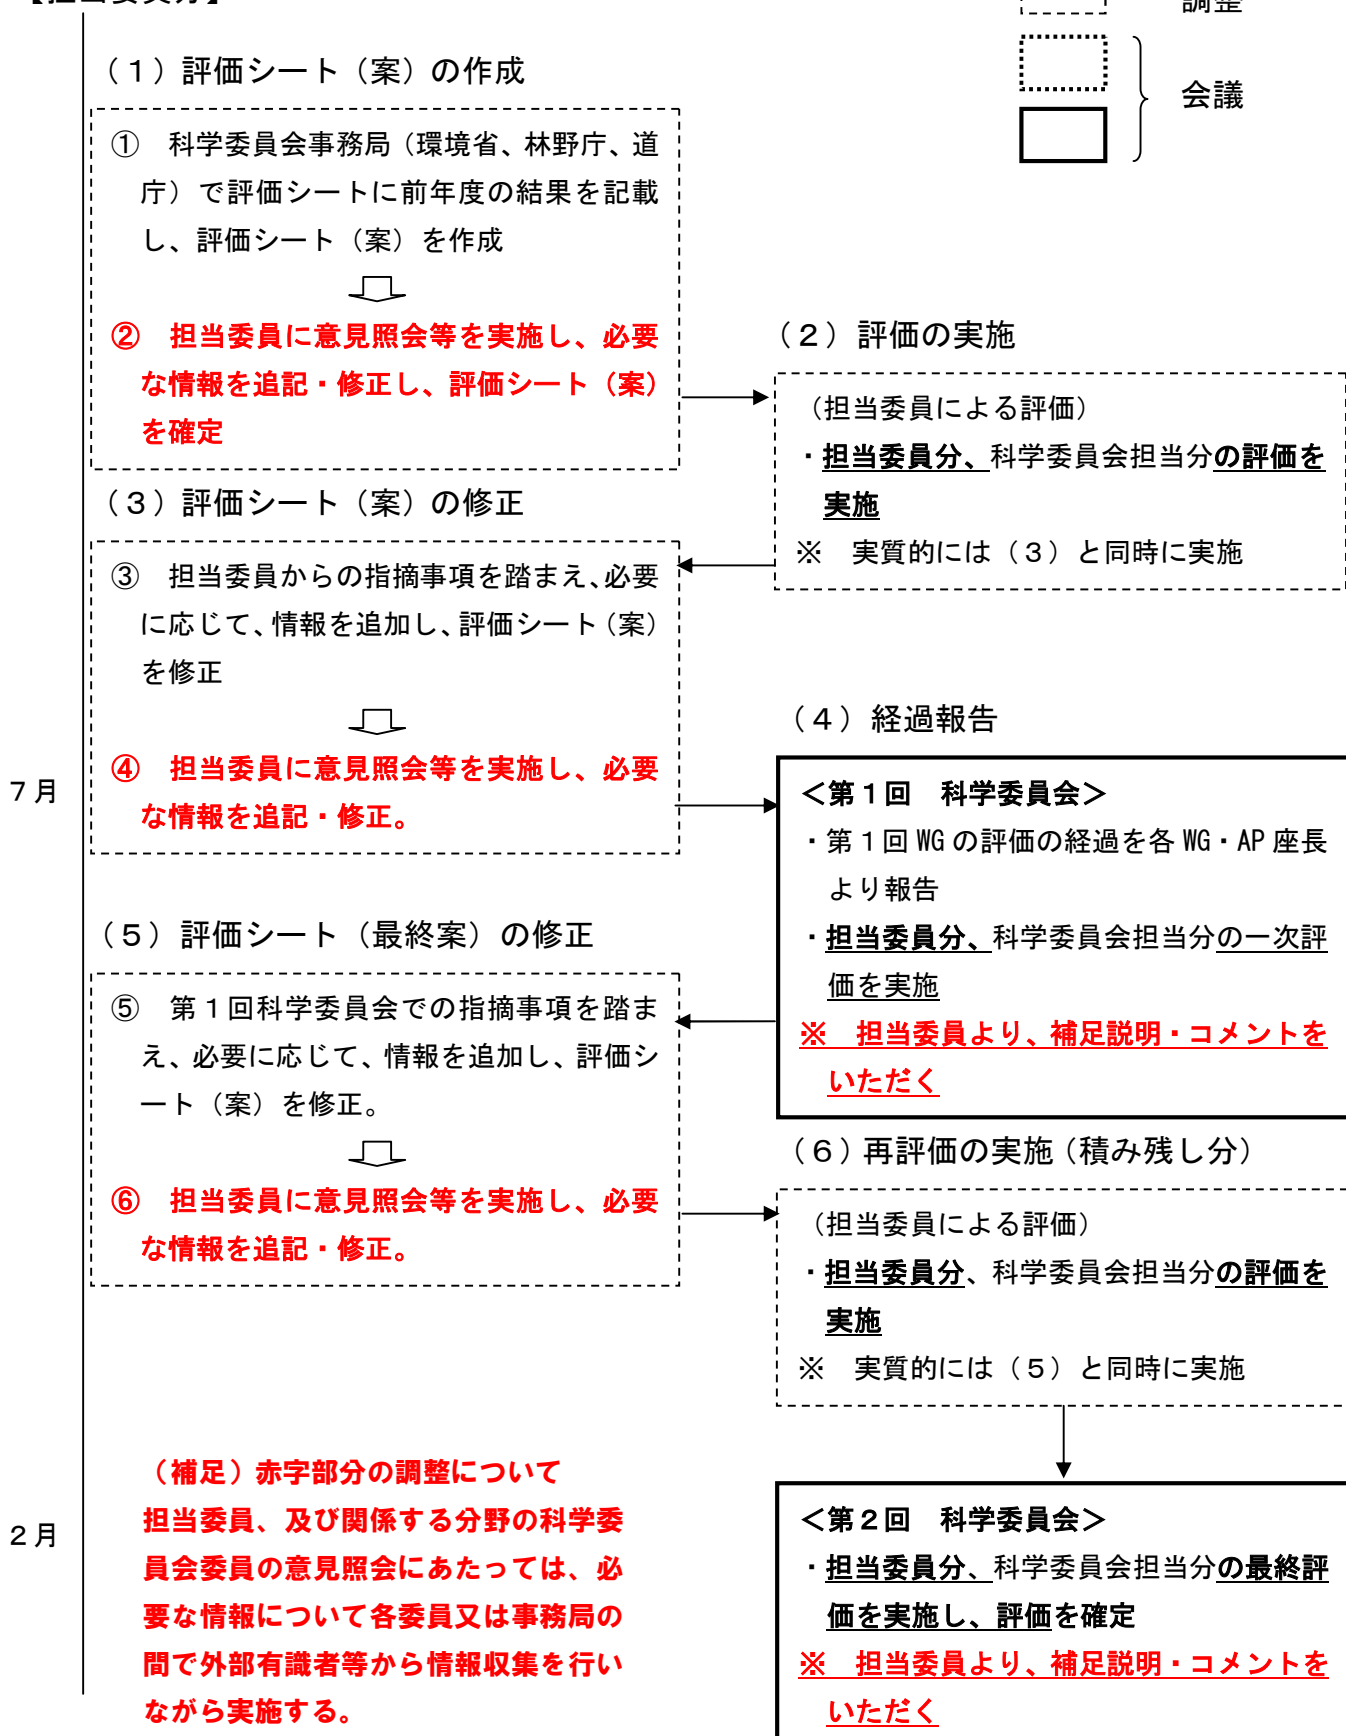 【担当委員分】
調整
会議
（１）評価シート（案）の作成
① 科学委員会事務局（環境省、林野庁、道
庁）で評価シートに前年度の結果を記載
し、評価シート（案）を作成
② 担当委員に意見照会等を実施し、必要
な情報を追記・修正し、評価シート（案）
を確定
（２）評価の実施
（担当委員による評価）
・担当委員分、科学委員会担当分の評価を
実施
※ 実質的には（３）と同時に実施
（３）評価シート（案）の修正
③ 担当委員からの指摘事項を踏まえ、必要
に応じて、情報を追加し、評価シート（案）
を修正
④ 担当委員に意見照会等を実施し、必要
な情報を追記・修正。
７月
（４）経過報告
＜第１回 科学委員会＞
・第１回 WG の評価の経過を各 WG・AP 座長
より報告
・担当委員分、科学委員会担当分の一次評
価を実施
※ 担当委員より、補足説明・コメントを
いただく
（５）評価シート（最終案）の修正
⑤ 第１回科学委員会での指摘事項を踏ま
え、必要に応じて、情報を追加し、評価シ
ート（案）を修正。
⑥ 担当委員に意見照会等を実施し、必要
な情報を追記・修正。
（６）再評価の実施（積み残し分）
（担当委員による評価）
・担当委員分、科学委員会担当分の評価を
実施
※ 実質的には（５）と同時に実施
（補足）赤字部分の調整について
担当委員、及び関係する分野の科学委
員会委員の意見照会にあたっては、必
要な情報について各委員又は事務局の
間で外部有識者等から情報収集を行い
ながら実施する。
２月
＜第２回 科学委員会＞
・担当委員分、科学委員会担当分の最終評
価を実施し、評価を確定
※ 担当委員より、補足説明・コメントを
いただく